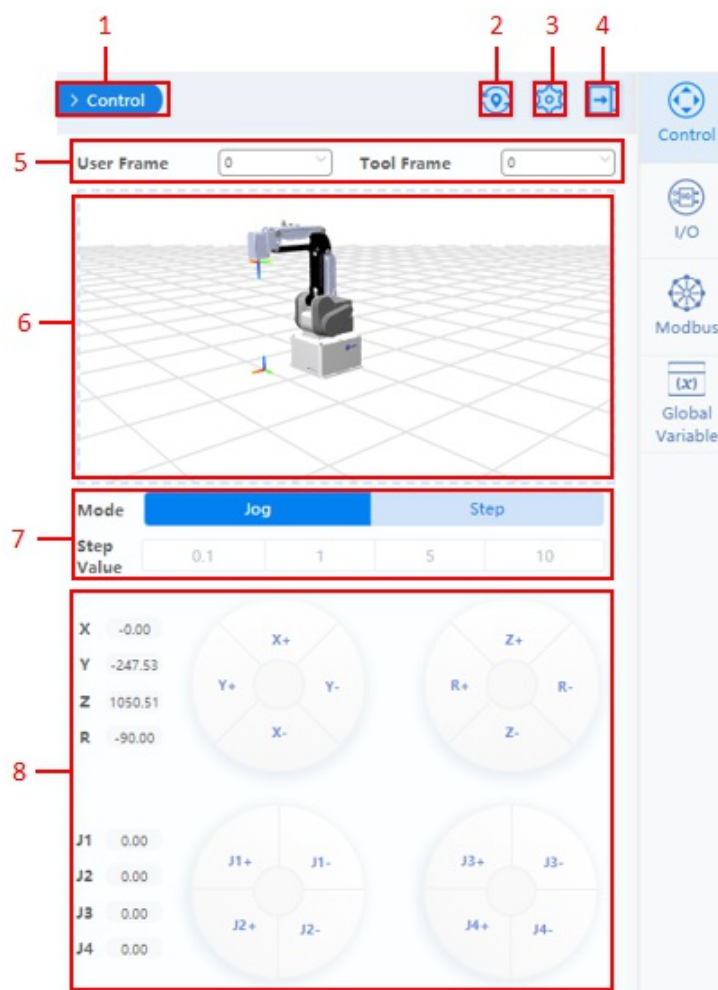 1 2 3 4
> Control
Control
5 User Frame 0 Tool Frame 0
I/O
6
Modbus
(x)
Global
Variable
Mode Jog Step
7
Step
Value 0.1 1 5 10
X -0.00 X+ Z+
Y -247.53 Y+ Y- R+ R-
Z 1050.51
R -90.00 X- Z-
8
J1 0.00 J1+ J1- J3+ J3-
J2 0.00
J3 0.00 J2+ J2- J4+ J4-
J4 0.00